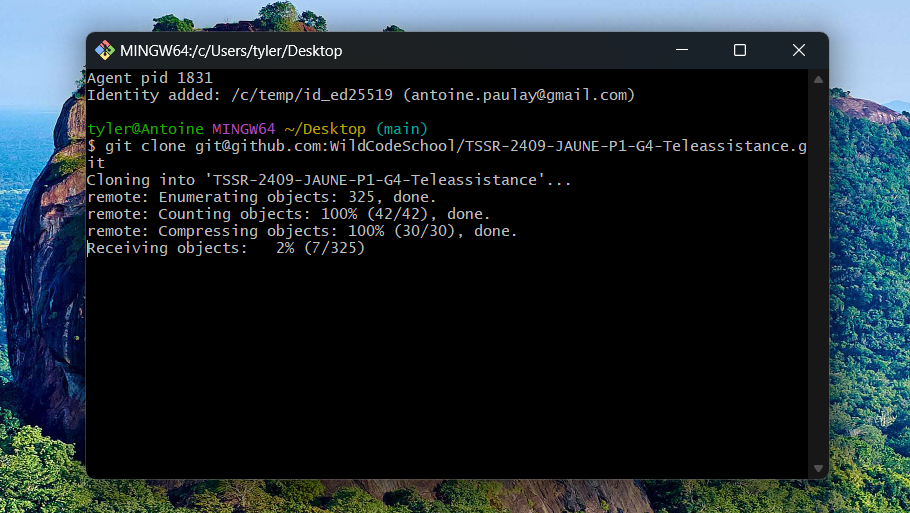 MINGW64:/c/Users/tyler/Desktop
Agent pid 1831
Identity added: /c/temp/id_ed25519 (antoine.paulay@gmail.com)
tyler@Antoine MINGW64 ~/Desktop (main)
$ git clone git@github.com:WildCodeSchool/TSSR-2409-JAUNE-P1-G4-Teleassistance.g
it
Cloning into 'TSSR-2409-JAUNE-P1-G4-Teleassistance'...
remote: Enumerating objects: 325, done.
remote: Counting objects: 100% (42/42), done.
remote: Compressing objects: 100% (30/30), done.
Receiving objects:   2% (7/325)